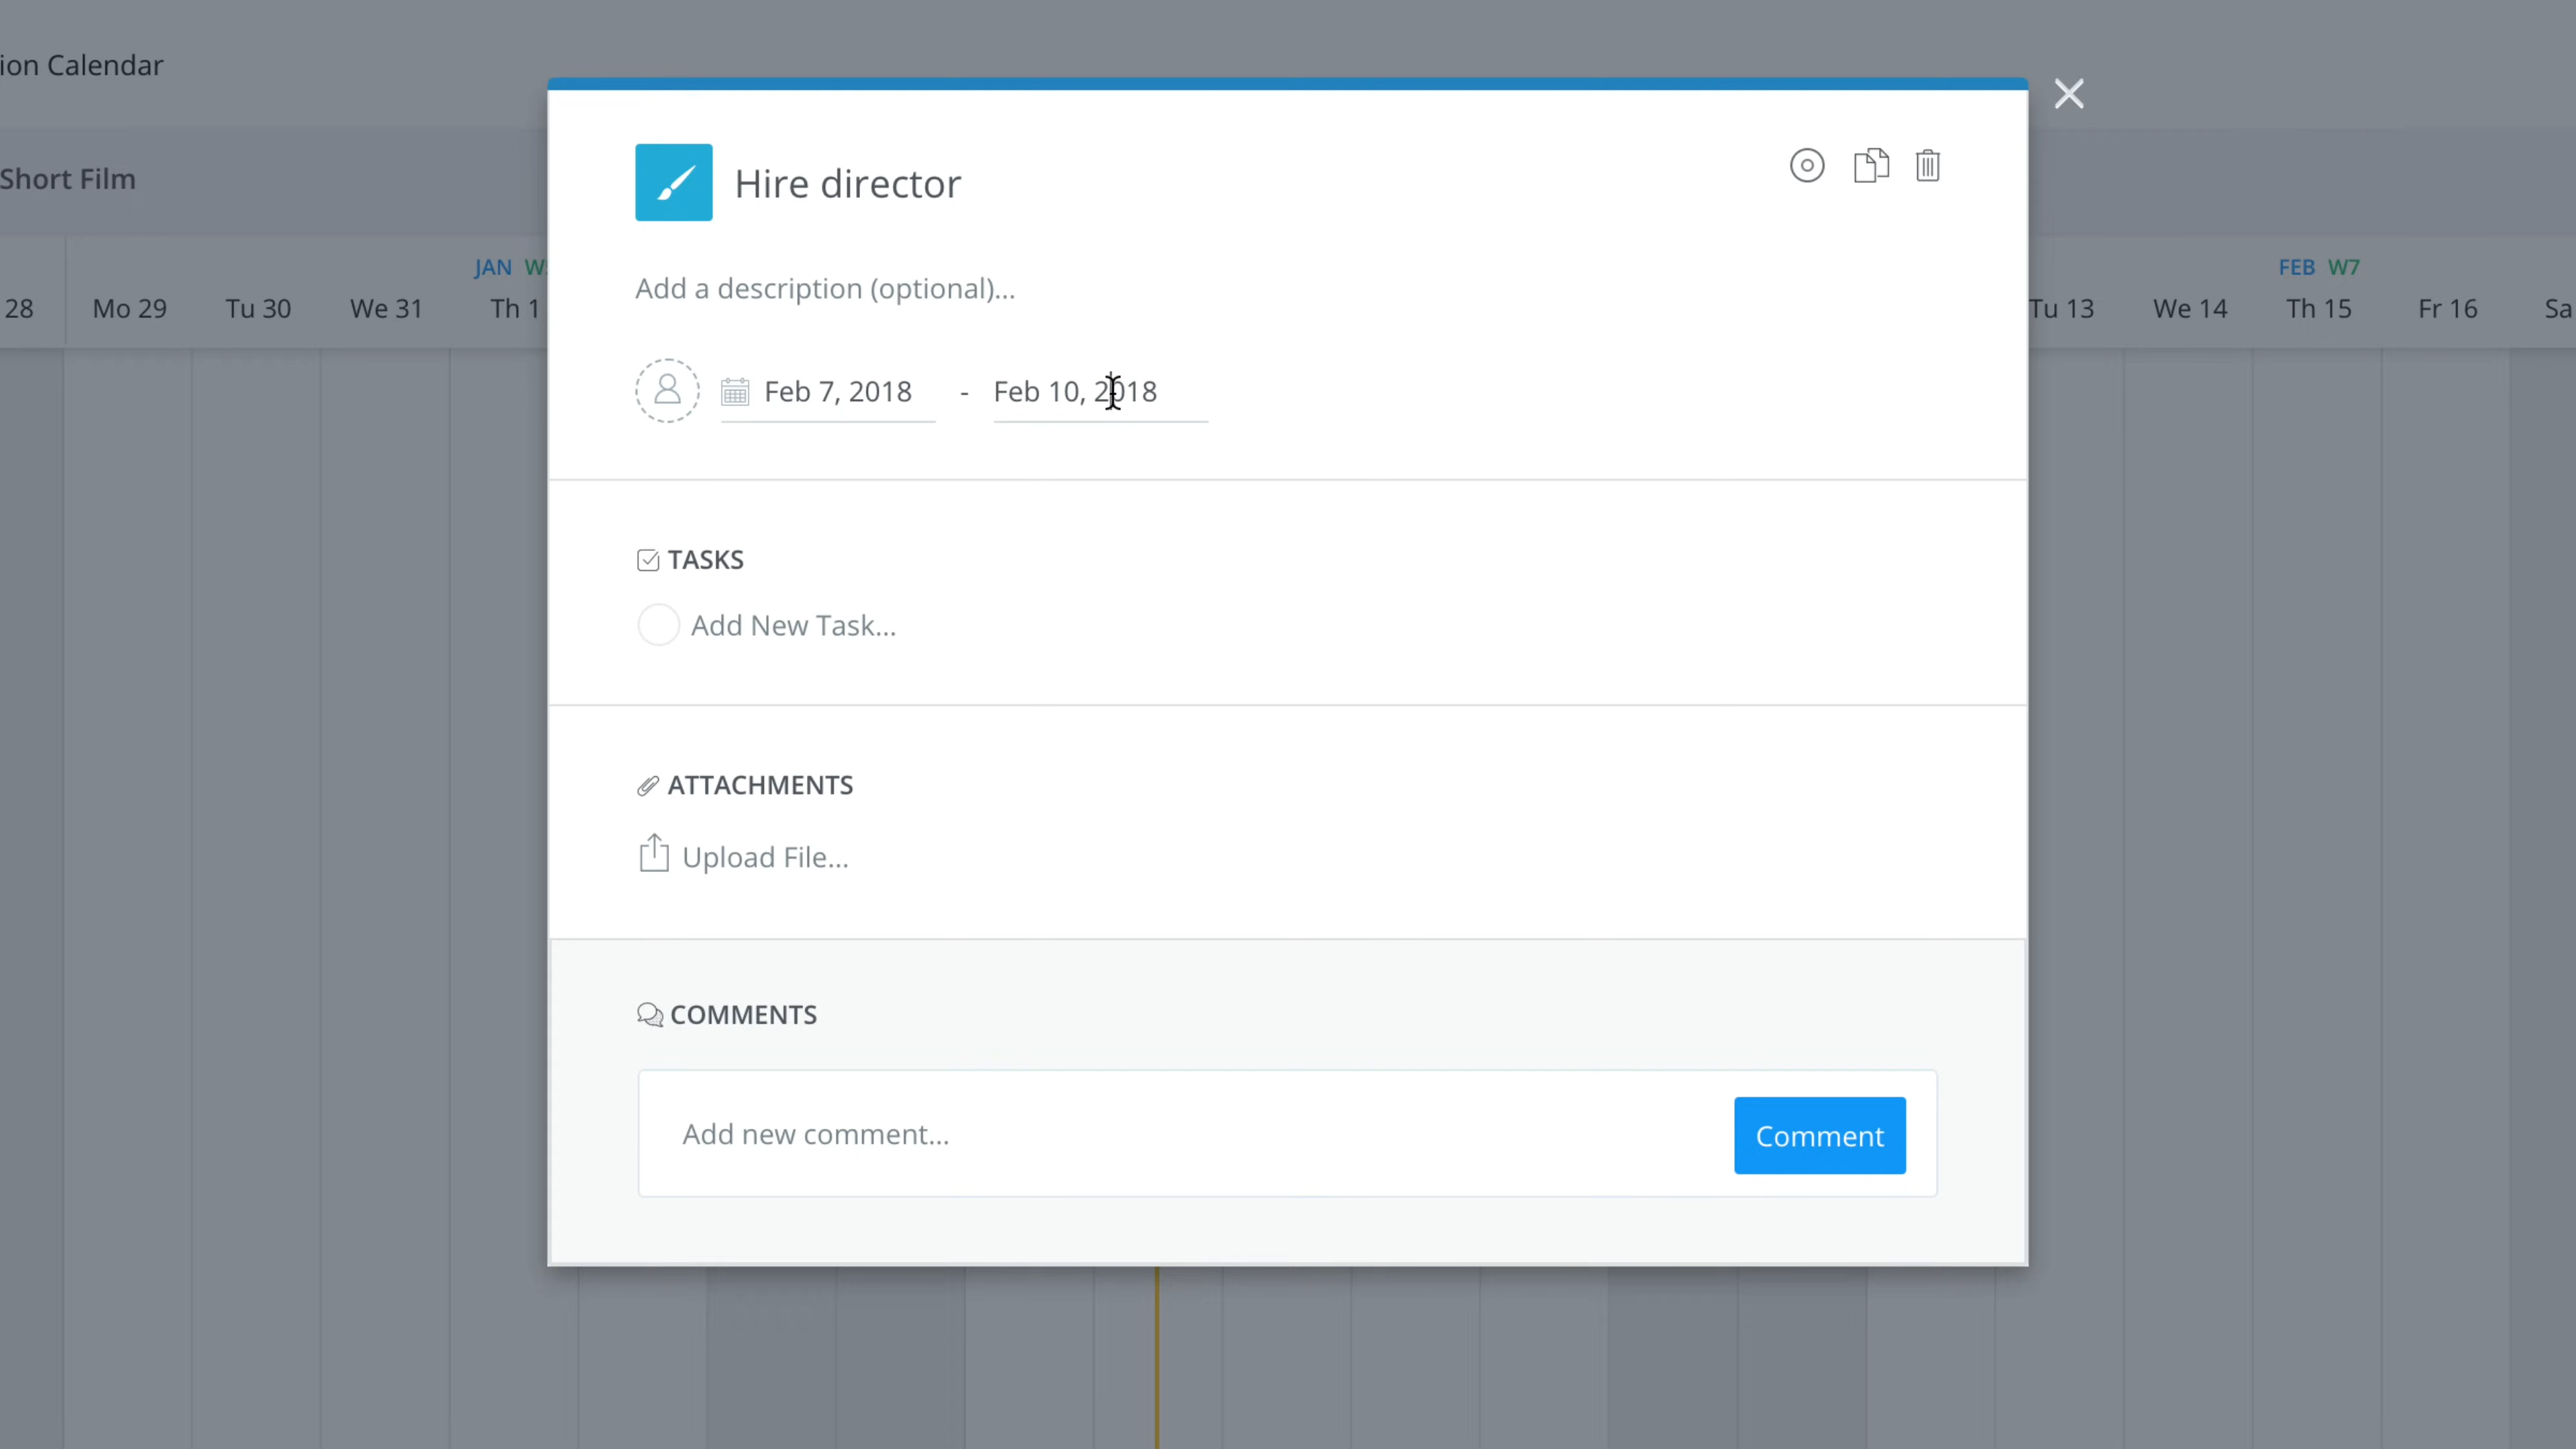 ion Calendar
Short Film
Hire director
Add a description (optional)...
JAN W
FEB W7
28 Mo 29 Tu 30 We 31 Th 1 Tu 13 We 14 Th 15 Fr 16 Sa
Feb 7, 2018 - Feb 10, 2018
TASKS
Add New Task...
ATTACHMENTS
Upload File...
COMMENTS
Add new comment...
Comment